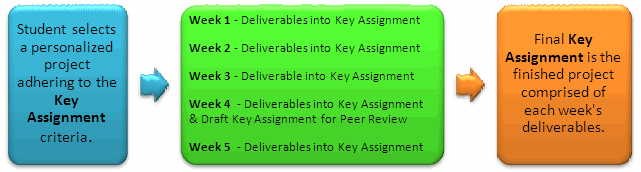 Student selects
a personalized
project
adhering to the
Key
Assignment
criteria.
Week 1 - Deliverables into Key Assignment
Week 2 - Deliverables into Key Assignment
Week 3 - Deliverable into Key Assignment
Week 4 - Deliverables into Key Assignment
& Draft Key Assignment for Peer Review
Week 5 - Deliverables into Key Assignment
Final Key
Assignment is the
finished project
comprised of
each week's
deliverables.